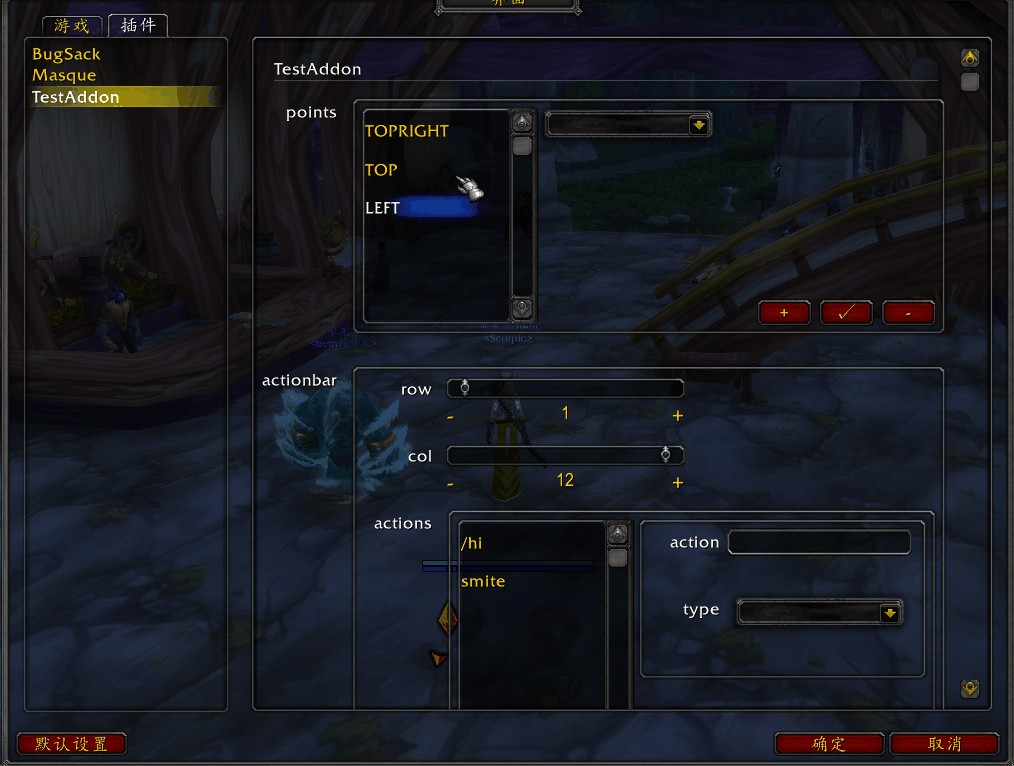 界面
游戏
插件
BugSack
Masque
TestAddon
TestAddon
points
TOPRIGHT
TOP
LEFT
+
-
<Scorpio>
actionbar
row
- 1 +
col
- 12 +
actions
/hi
smite
action
type
默认设置
确定
取消